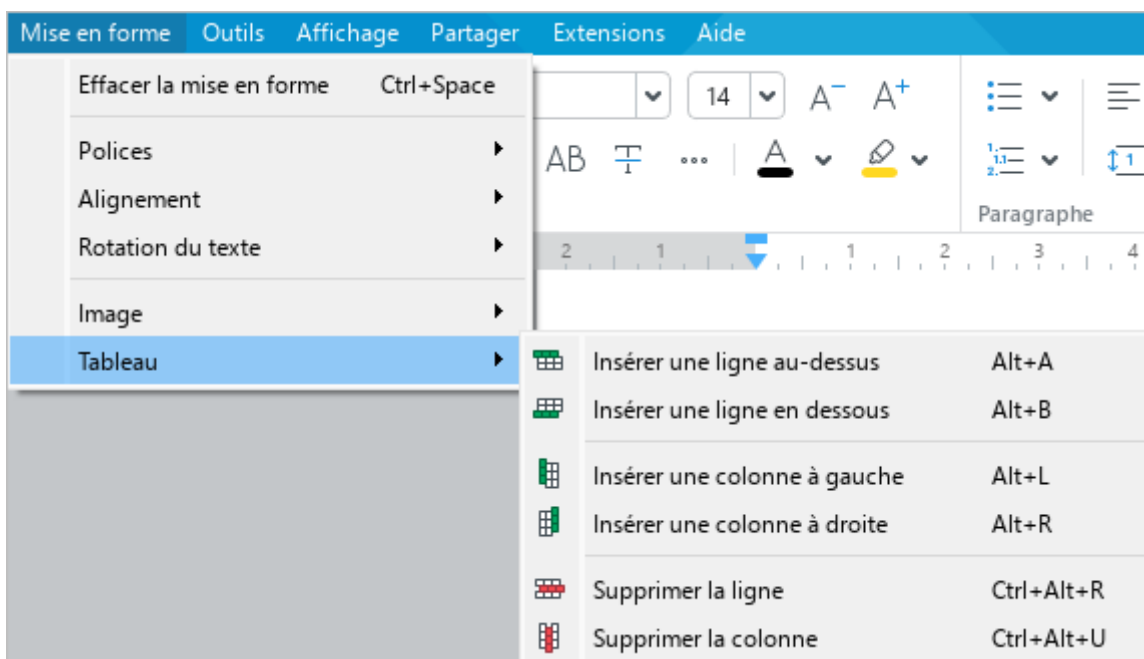 Mise en forme Outils Affichage Partager Extensions Aide
Effacer la mise en forme Ctrl+Space
14 A− A+
Polices
AB T A
Alignement
Paragraphe
Rotation du texte
2 1 1 2 3 4
Image
Tableau
Insérer une ligne au-dessus Alt+A
Insérer une ligne en dessous Alt+B
Insérer une colonne à gauche Alt+L
Insérer une colonne à droite Alt+R
Supprimer la ligne Ctrl+Alt+R
Supprimer la colonne Ctrl+Alt+U